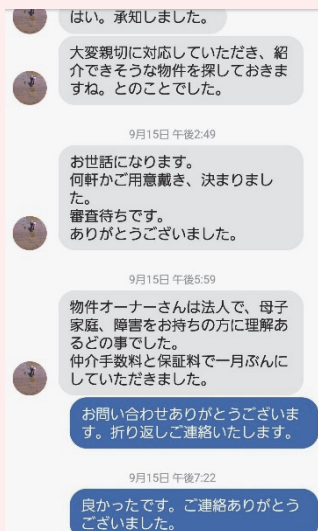 はい。承知しました。
大変親切に対応していただき、紹
介できそうな物件を探しておきま
すね。とのことでした。
9月15日 午後2:49
お世話になります。
何軒かご用意戴き、決まりまし
た。
審査待ちです。
ありがとうございました。
9月15日 午後5:59
物件オーナーさんは法人で、母子
家庭、障害をお持ちの方に理解あ
るどの事でした。
仲介手数料と保証料で一月ぶんに
していただきました。
お問い合わせありがとうございま
す。折り返しご連絡いたします。
9月15日 午後7:22
良かったです。ご連絡ありがとう
ございました。